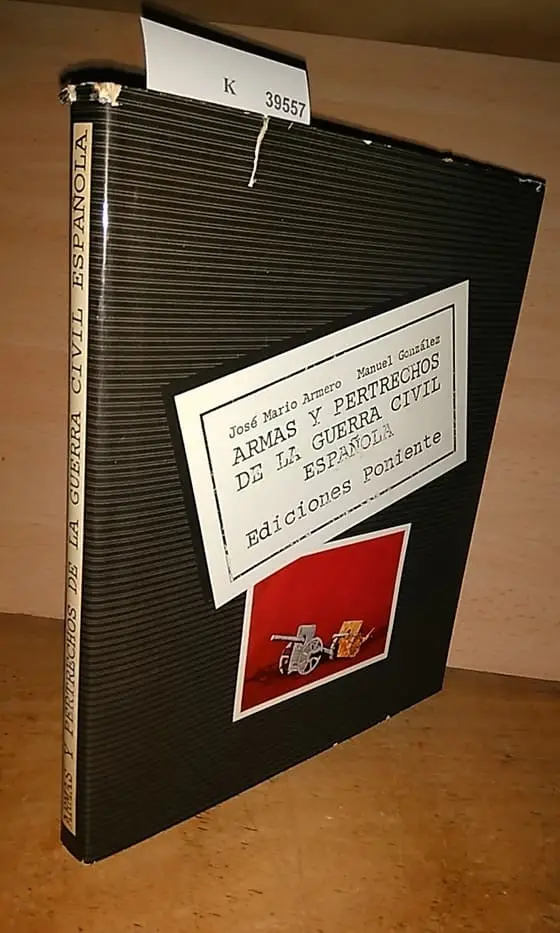 K 39557
ARMAS Y PERTRECHOS DE LA GUERRA CIVIL ESPAÑOLA
José Mario Armero Manuel González
ARMAS Y PERTRECHOS
DE LA GUERRA CIVIL
ESPAÑOLA
Ediciones Poniente